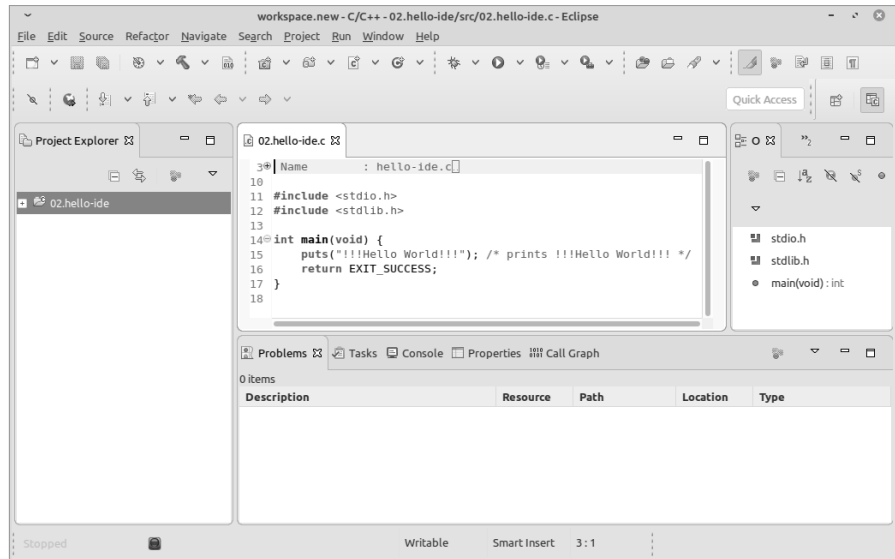 workspace.new - C/C++ - 02.hello-ide/src/02.hello-ide.c - Eclipse
File Edit Source Refactor Navigate Search Project Run Window Help
Quick Access
Project Explorer
02.hello-ide
02.hello-ide.c
3 Name : hello-ide.c
10
11 #include <stdio.h>
12 #include <stdlib.h>
13
14 int main(void) {
15 puts("!!!Hello World!!!"); /* prints !!!Hello World!!! */
16 return EXIT_SUCCESS;
17 }
18
O
»2
stdio.h
stdlib.h
main(void) : int
Problems Tasks Console Properties Call Graph
0 items
Description Resource Path Location Type
Stopped Writable Smart Insert 3 : 1